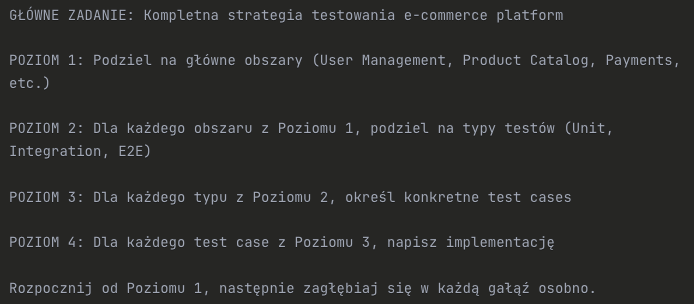 GŁÓWNE ZADANIE: Kompletna strategia testowania e-commerce platform
POZIOM 1: Podziel na główne obszary (User Management, Product Catalog, Payments,
etc.)
POZIOM 2: Dla każdego obszaru z Poziomu 1, podziel na typy testów (Unit,
Integration, E2E)
POZIOM 3: Dla każdego typu z Poziomu 2, określ konkretne test cases
POZIOM 4: Dla każdego test case z Poziomu 3, napisz implementację
Rozpocznij od Poziomu 1, następnie zagłębiaj się w każdą gałąź osobno.